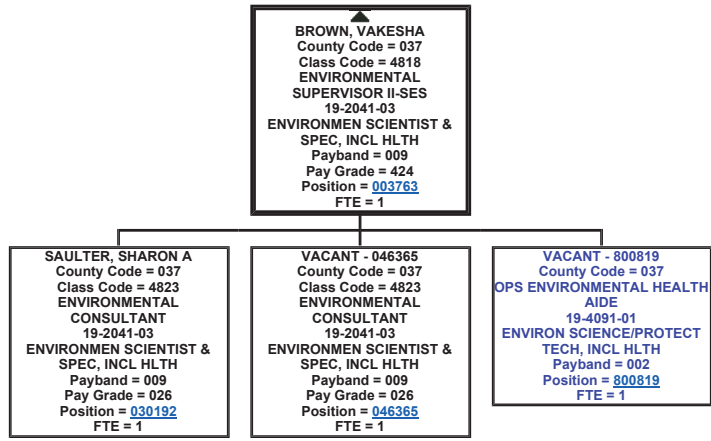 BROWN, VAKESHA
County Code = 037
Class Code = 4818
ENVIRONMENTAL
SUPERVISOR II-SES
19-2041-03
ENVIRONMEN SCIENTIST &
SPEC, INCL HLTH
Payband = 009
Pay Grade = 424
Position = 003763
FTE = 1
SAULTER, SHARON A
County Code = 037
Class Code = 4823
ENVIRONMENTAL
CONSULTANT
19-2041-03
ENVIRONMEN SCIENTIST &
SPEC, INCL HLTH
Payband = 009
Pay Grade = 026
Position = 030192
FTE = 1
VACANT - 046365
County Code = 037
Class Code = 4823
ENVIRONMENTAL
CONSULTANT
19-2041-03
ENVIRONMEN SCIENTIST &
SPEC, INCL HLTH
Payband = 009
Pay Grade = 026
Position = 046365
FTE = 1
VACANT - 800819
County Code = 037
OPS ENVIRONMENTAL HEALTH
AIDE
19-4091-01
ENVIRON SCIENCE/PROTECT
TECH, INCL HLTH
Payband = 002
Position = 800819
FTE = 1